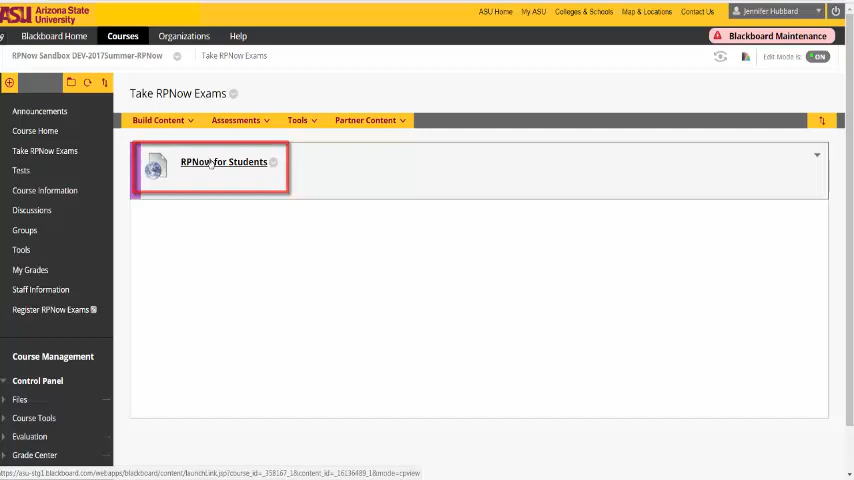 ASU Arizona State University
ASU Home My ASU Colleges & Schools Map & Locations Contact Us Jennifer Hubbard
Blackboard Home Courses Organizations Help Blackboard Maintenance
RPNow Sandbox DEV-2017Summer-RPNow Take RPNow Exams Edit Mode is: ON
Take RPNow Exams
Build Content Assessments Tools Partner Content
RPNow for Students
Announcements
Course Home
Take RPNow Exams
Tests
Course Information
Discussions
Groups
Tools
My Grades
Staff Information
Register RPNow Exams
Course Management
Control Panel
Files
Course Tools
Evaluation
Grade Center
https://asu-stg1.blackboard.com/webapps/blackboard/content/launchLink.jsp?course_id=_358167_1&content_id=_16136489_1&mode=cpview